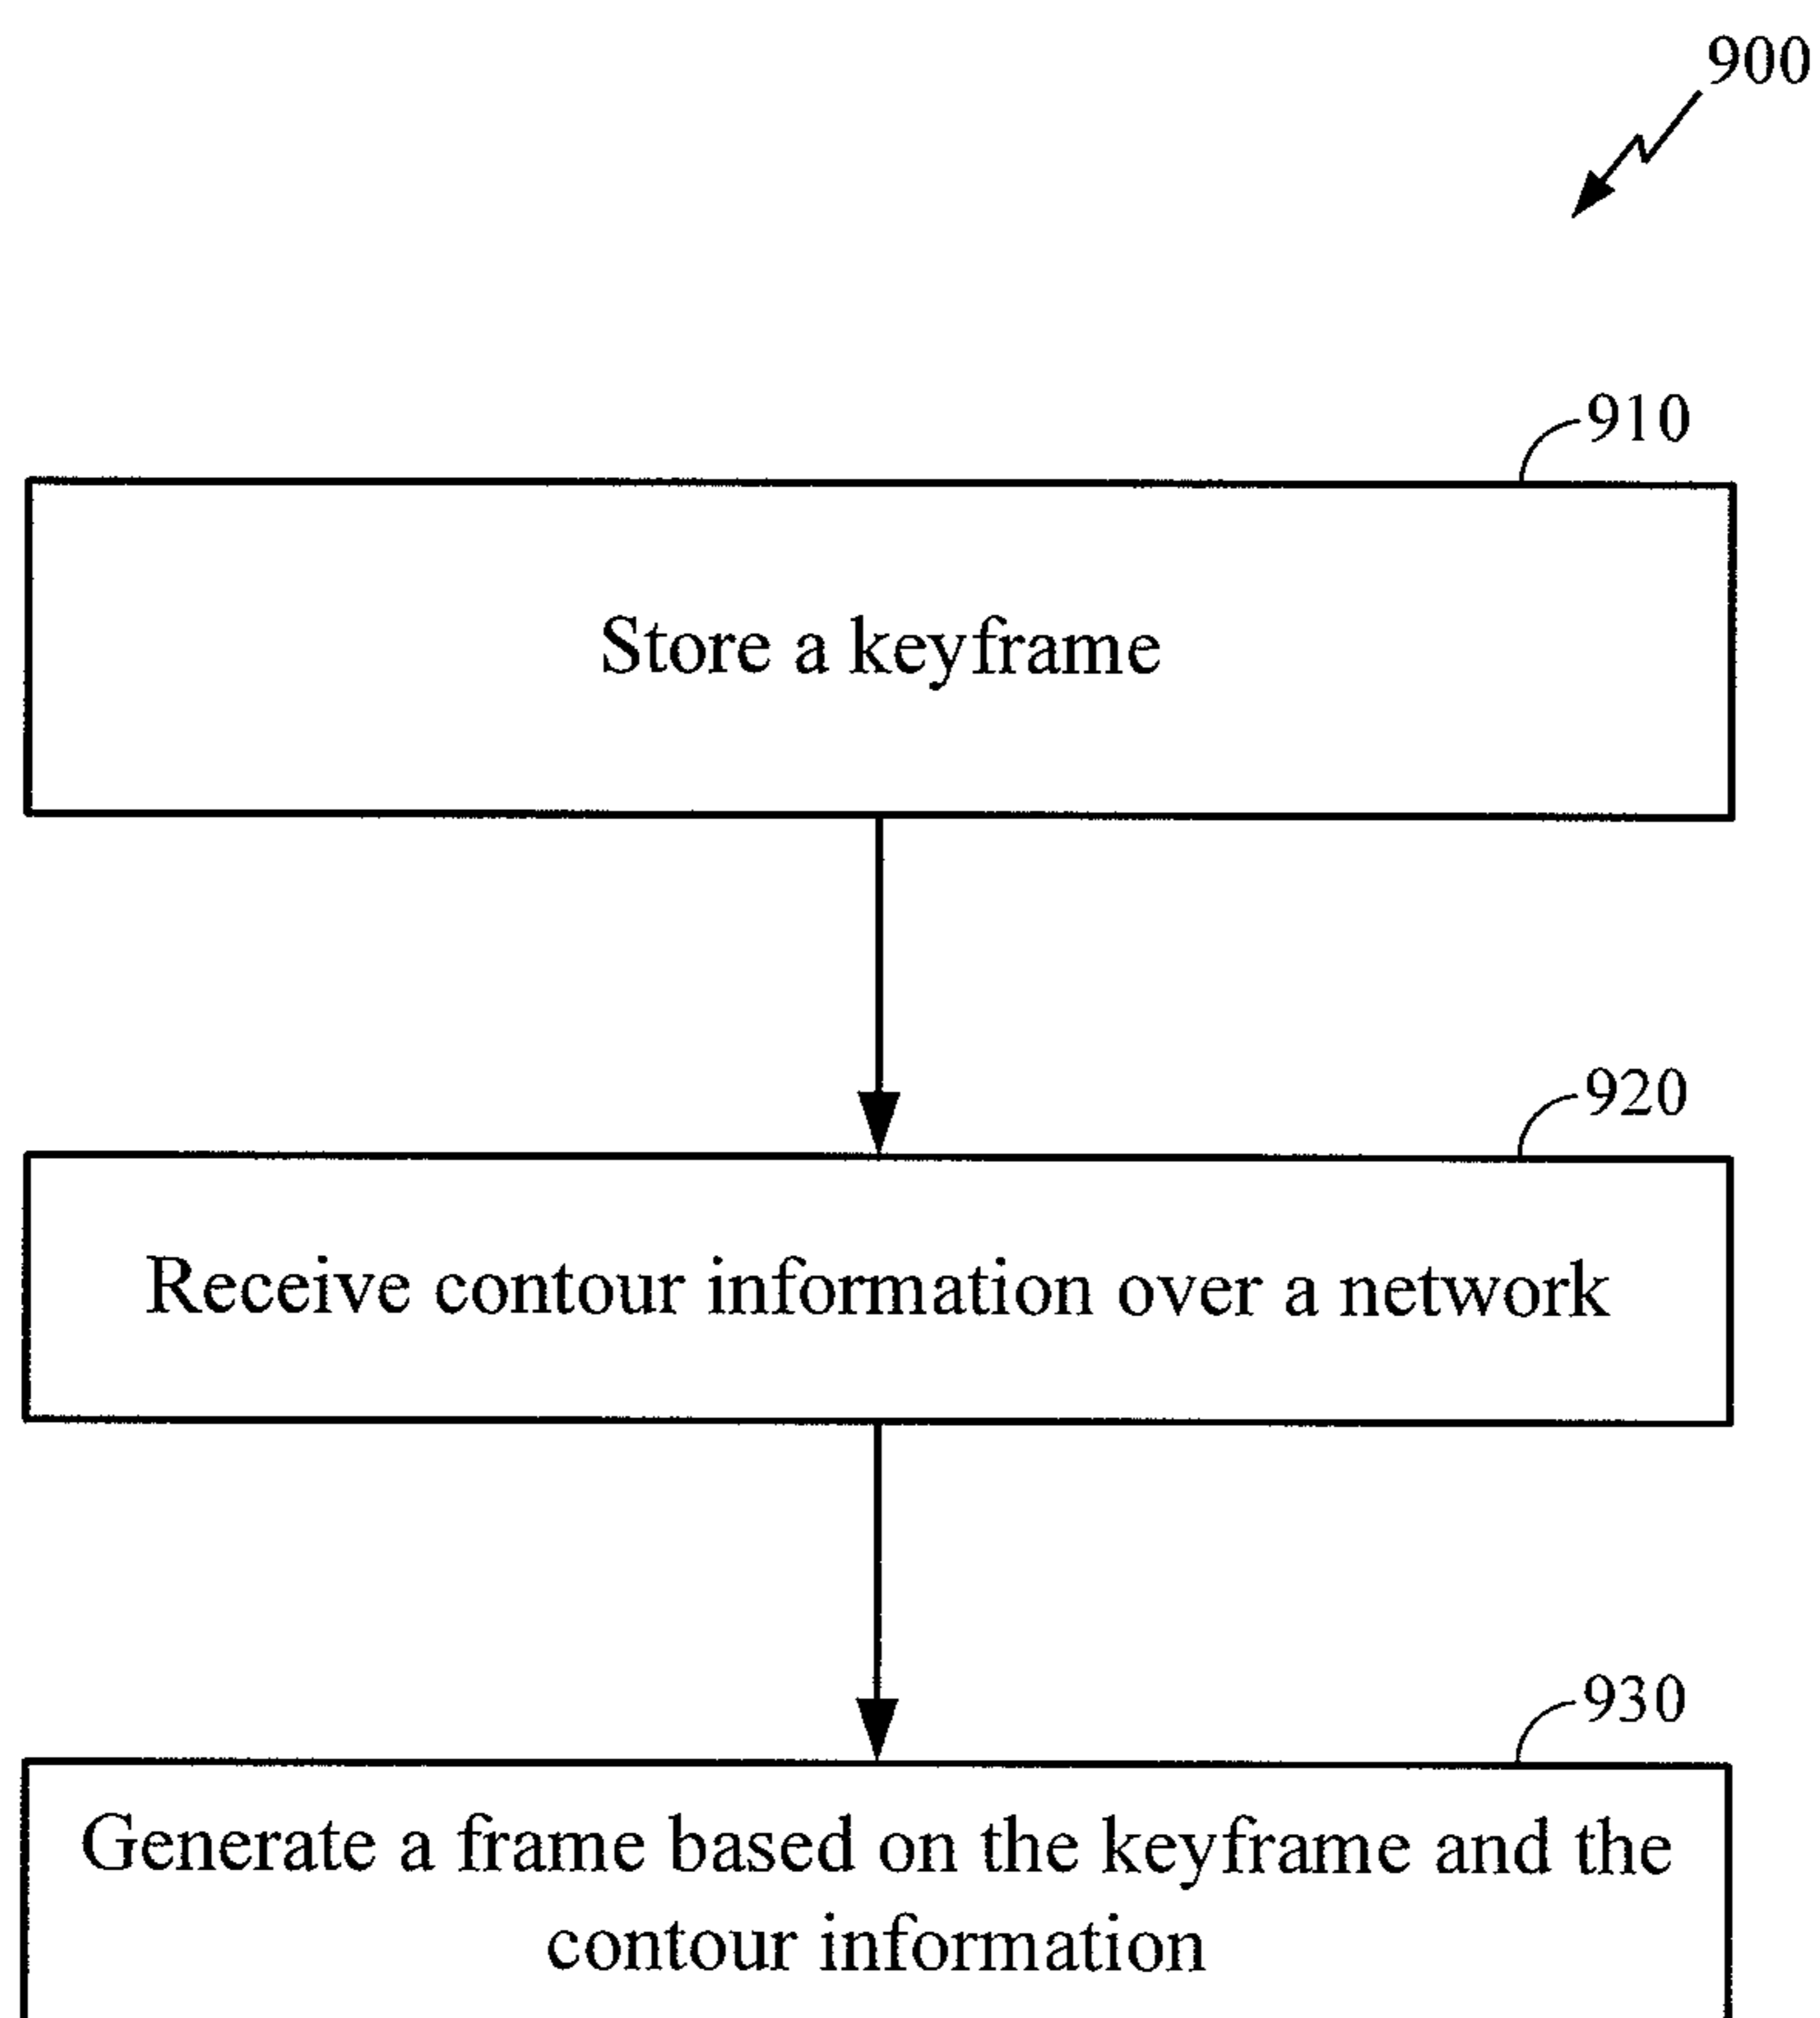 900
910
Store a keyframe
920
Receive contour information over a network
930
Generate a frame based on the keyframe and the
contour information